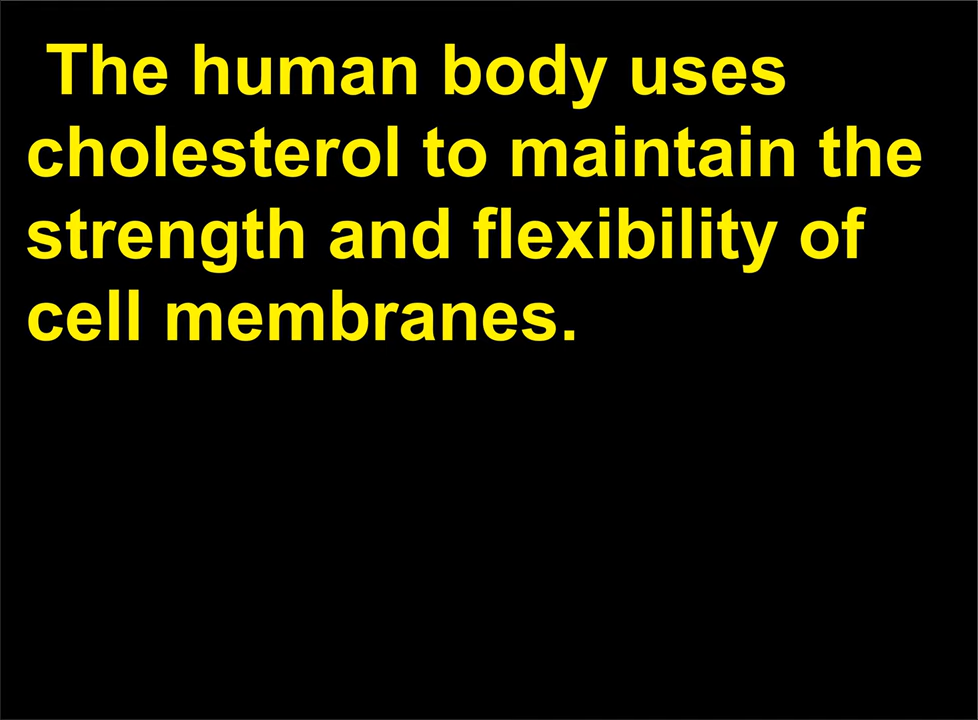 The human body uses
cholesterol to maintain the
strength and flexibility of
cell membranes.